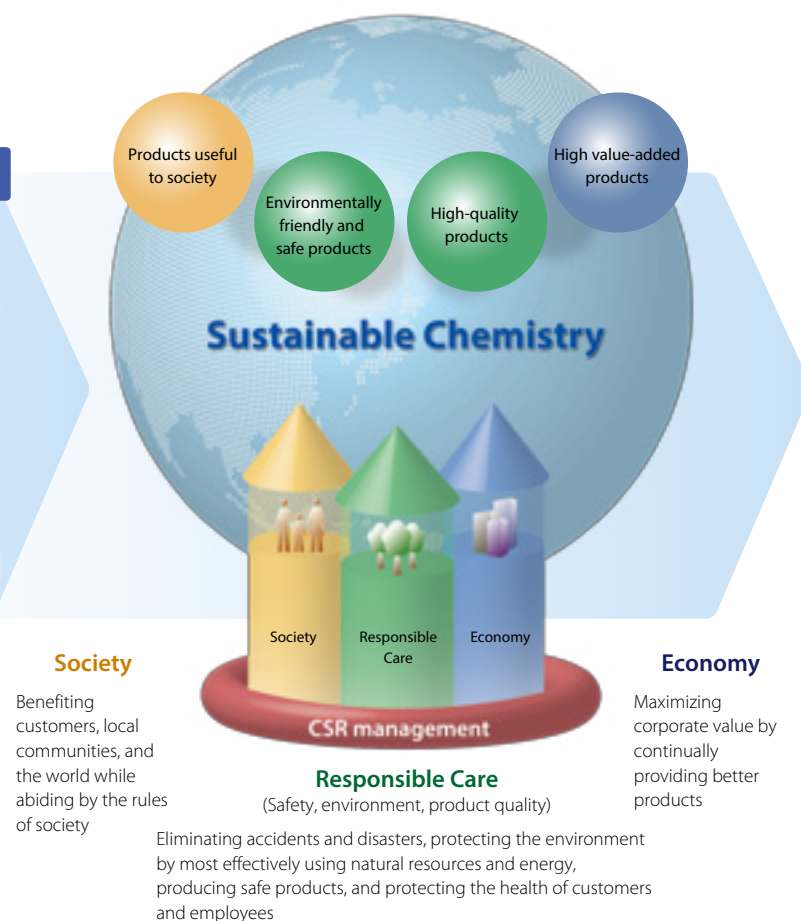 Products useful
to society
Environmentally
friendly and
safe products
High-quality
products
High value-added
products
Sustainable Chemistry
Society
Responsible
Care
Economy
CSR management
Society
Benefiting
customers, local
communities, and
the world while
abiding by the rules
of society
Responsible Care
(Safety, environment, product quality)
Eliminating accidents and disasters, protecting the environment
by most effectively using natural resources and energy,
producing safe products, and protecting the health of customers
and employees
Economy
Maximizing
corporate value by
continually
providing better
products